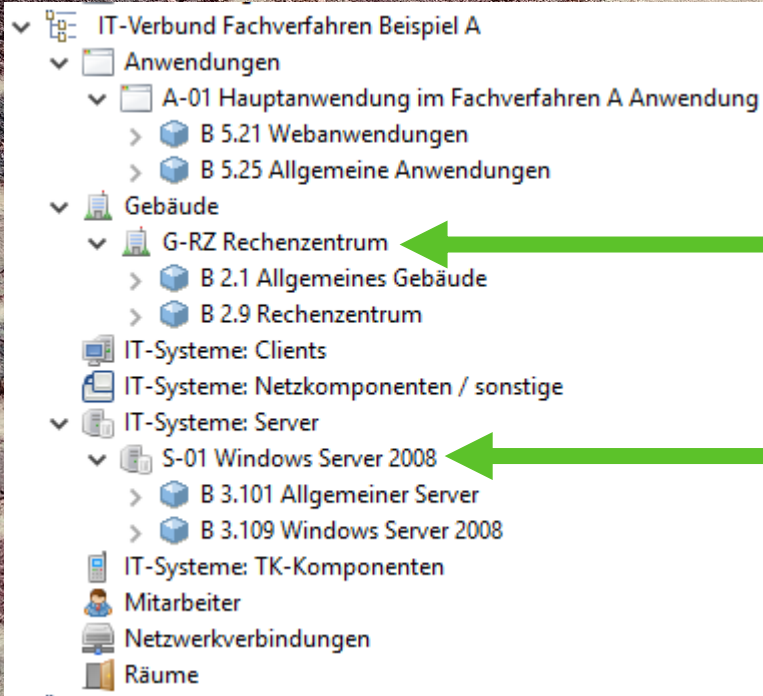 IT-Verbund Fachverfahren Beispiel A
Anwendungen
A-01 Hauptanwendung im Fachverfahren A Anwendung
B 5.21 Webanwendungen
B 5.25 Allgemeine Anwendungen
Gebäude
G-RZ Rechenzentrum
B 2.1 Allgemeines Gebäude
B 2.9 Rechenzentrum
IT-Systeme: Clients
IT-Systeme: Netzkomponenten / sonstige
IT-Systeme: Server
S-01 Windows Server 2008
B 3.101 Allgemeiner Server
B 3.109 Windows Server 2008
IT-Systeme: TK-Komponenten
Mitarbeiter
Netzwerkverbindungen
Räume